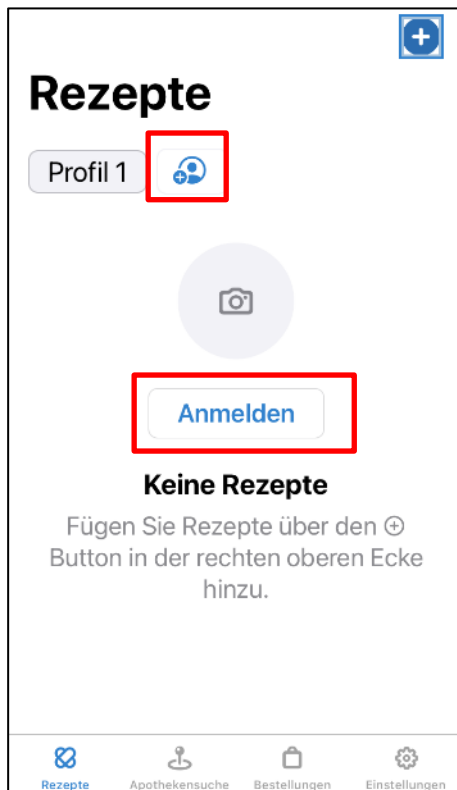 Rezepte
Profil 1
Anmelden
Keine Rezepte
Fügen Sie Rezepte über den ⊕
Button in der rechten oberen Ecke
hinzu.
Rezepte Apothekensuche Bestellungen Einstellungen